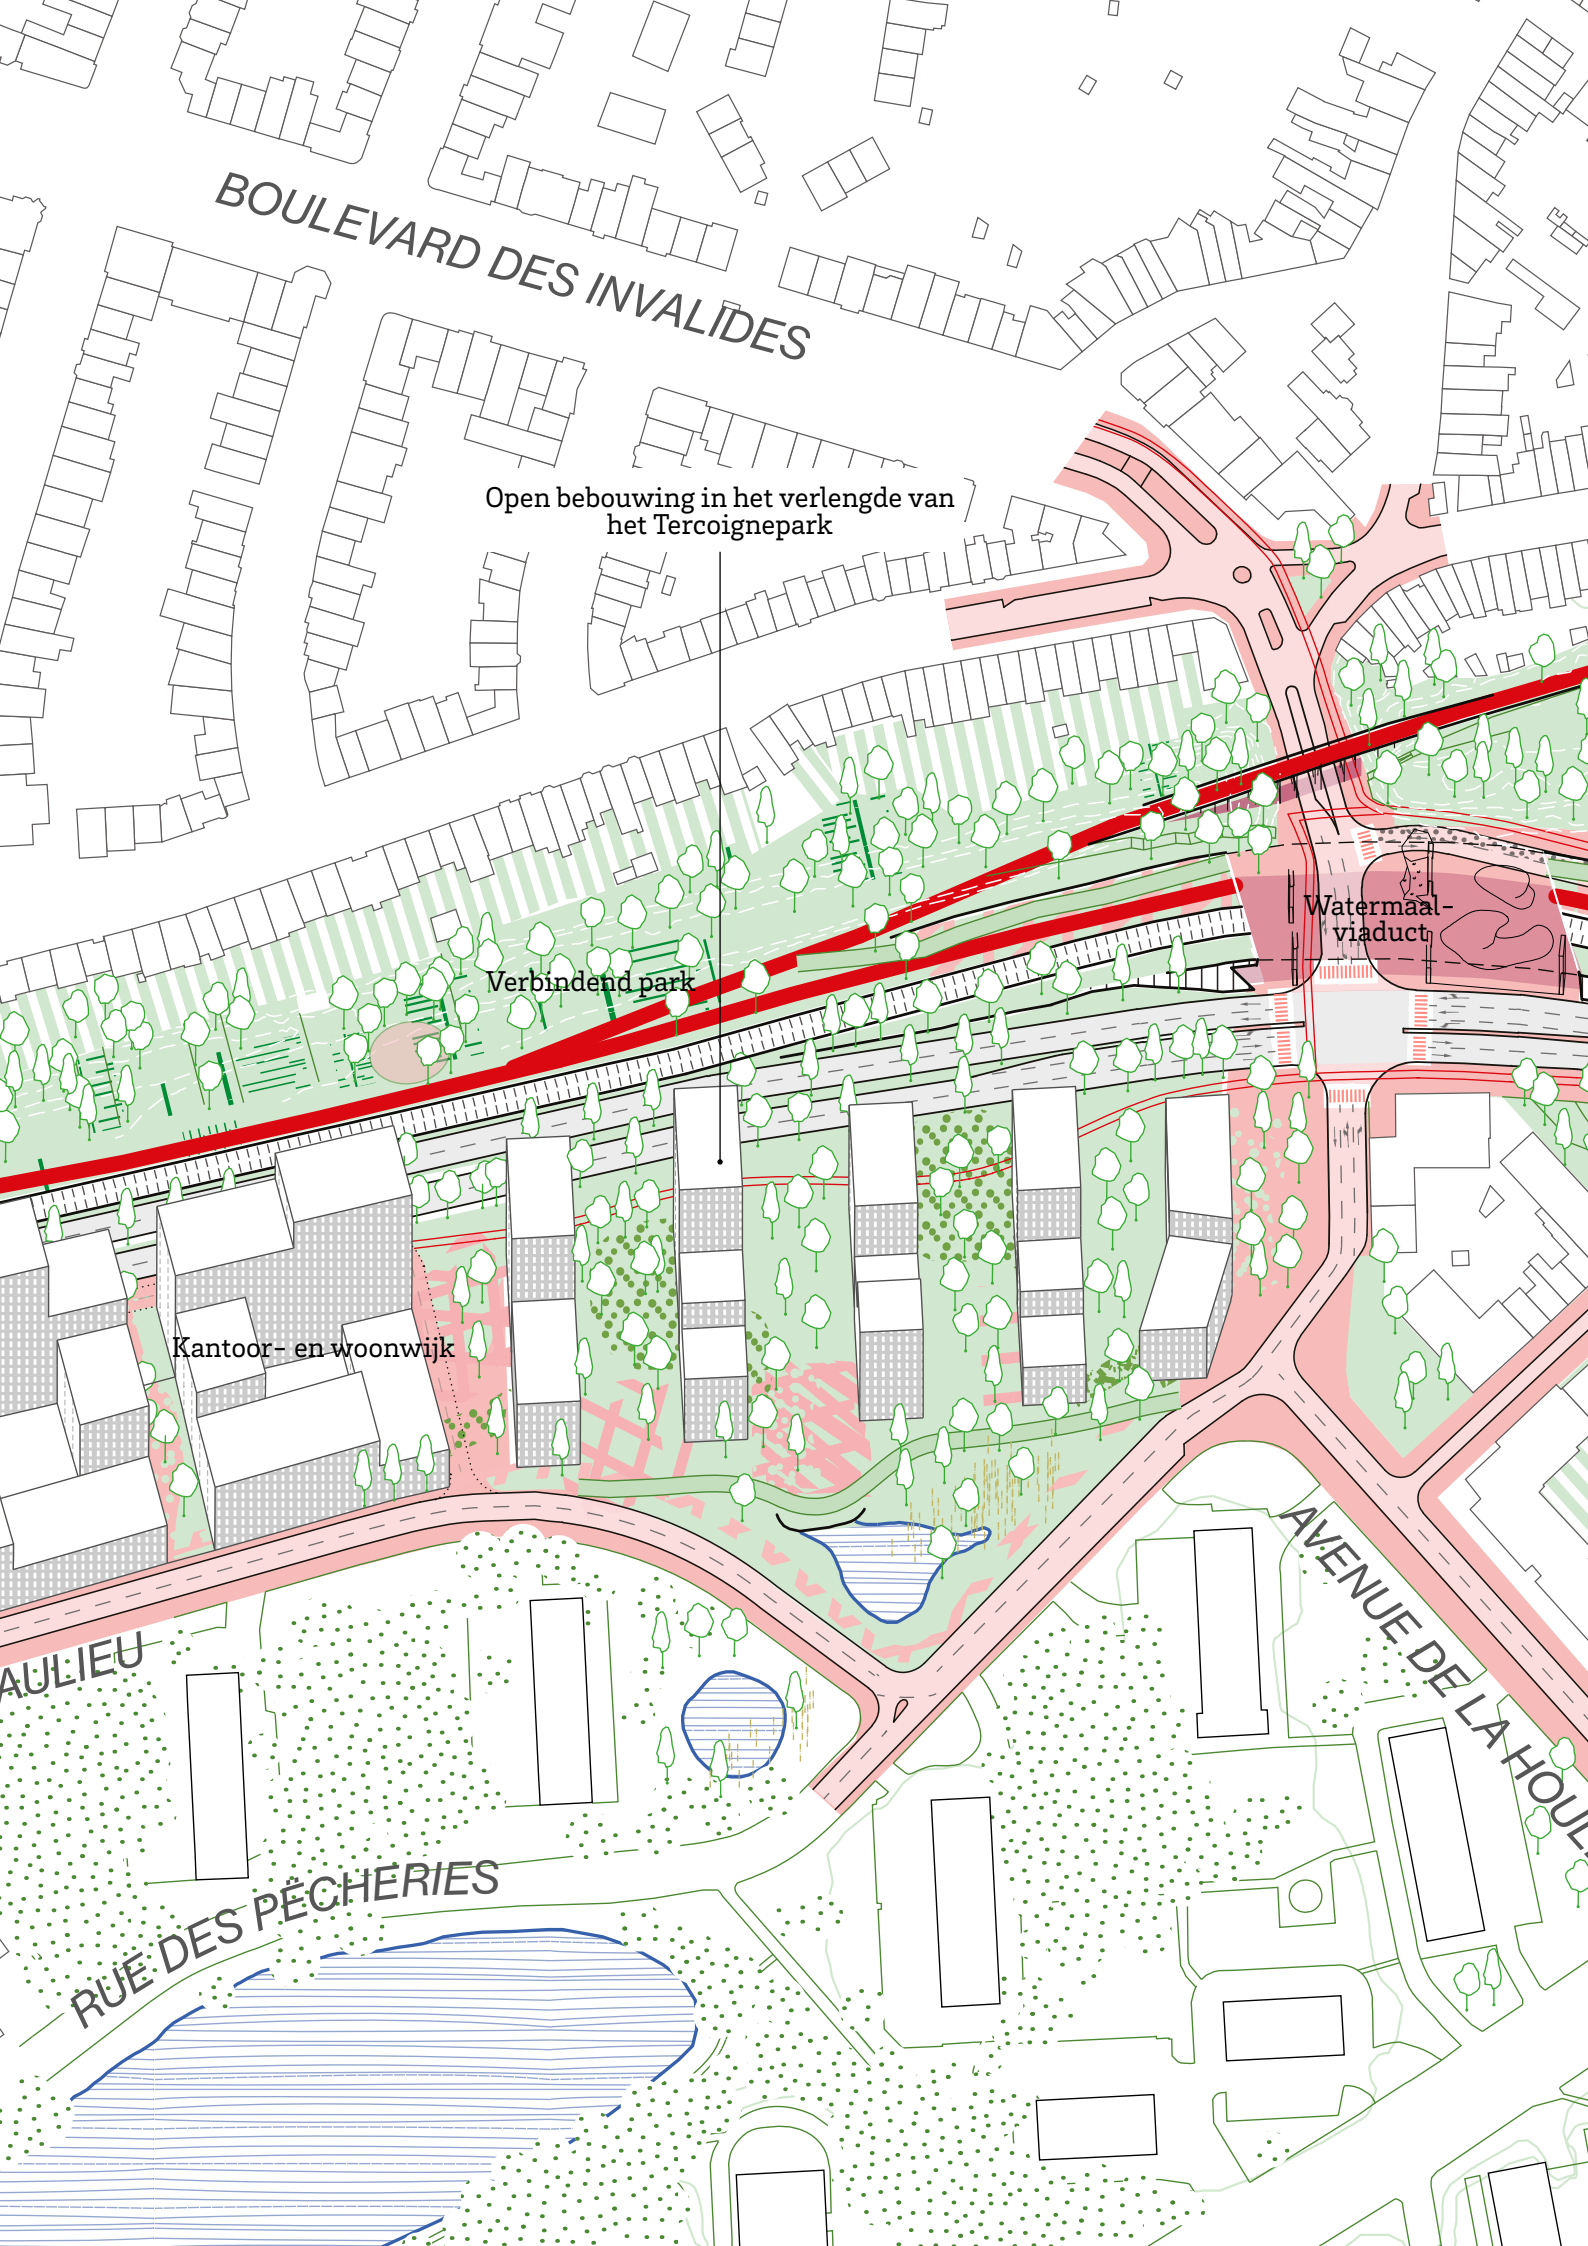 BOULEVARD DES INVALIDES
Open bebouwing in het verlengde van
het Tercoignepark
Watermaal-
viaduct
Verbindend park
Kantoor- en woonwijk
AULIEU
AVENUE DE LA HOUL
RUE DES PÊCHERIES